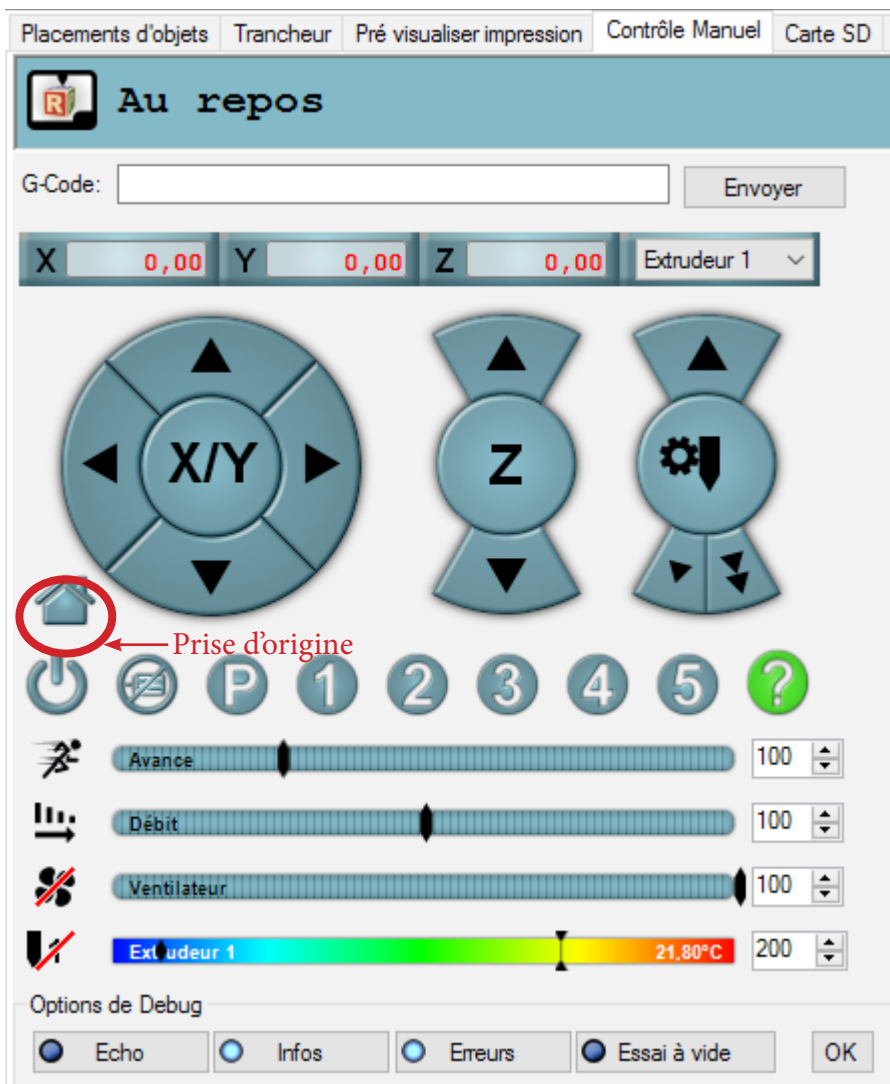 Placements d'objets Trancheur Pré visualiser impression Contrôle Manuel Carte SD
R Au repos
G-Code: Envoyer
X 0,00 Y 0,00 Z 0,00 Extrudeur 1
X/Y Z
Prise d'origine
P 1 2 3 4 5 ?
Avance 100
Débit 100
Ventilateur 100
1 Extrudeur 1 21,80°C 200
Options de Debug
Echo Infos Erreurs Essai à vide OK